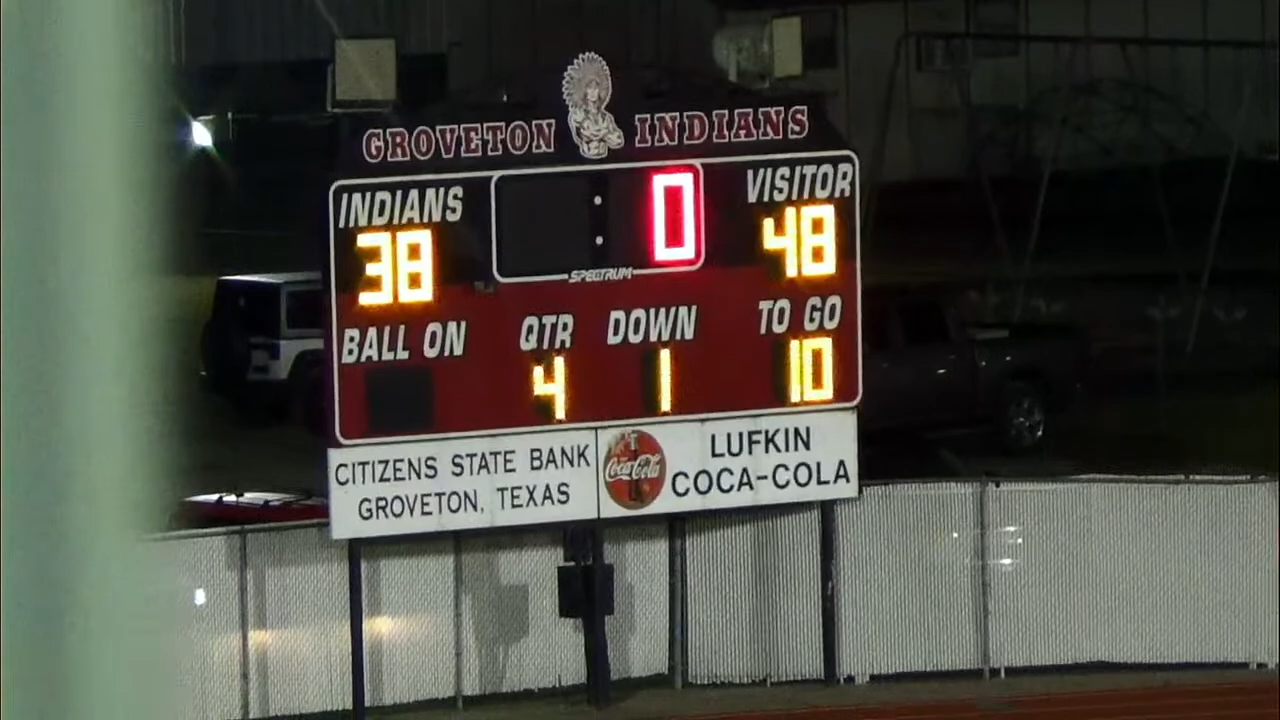 GROVETON INDIANS
INDIANS : 0 VISITOR
38 48
SPECTRUM
BALL ON QTR DOWN TO GO
4 1 10
CITIZENS STATE BANK
GROVETON, TEXAS
Coca-Cola
LUFKIN
COCA-COLA